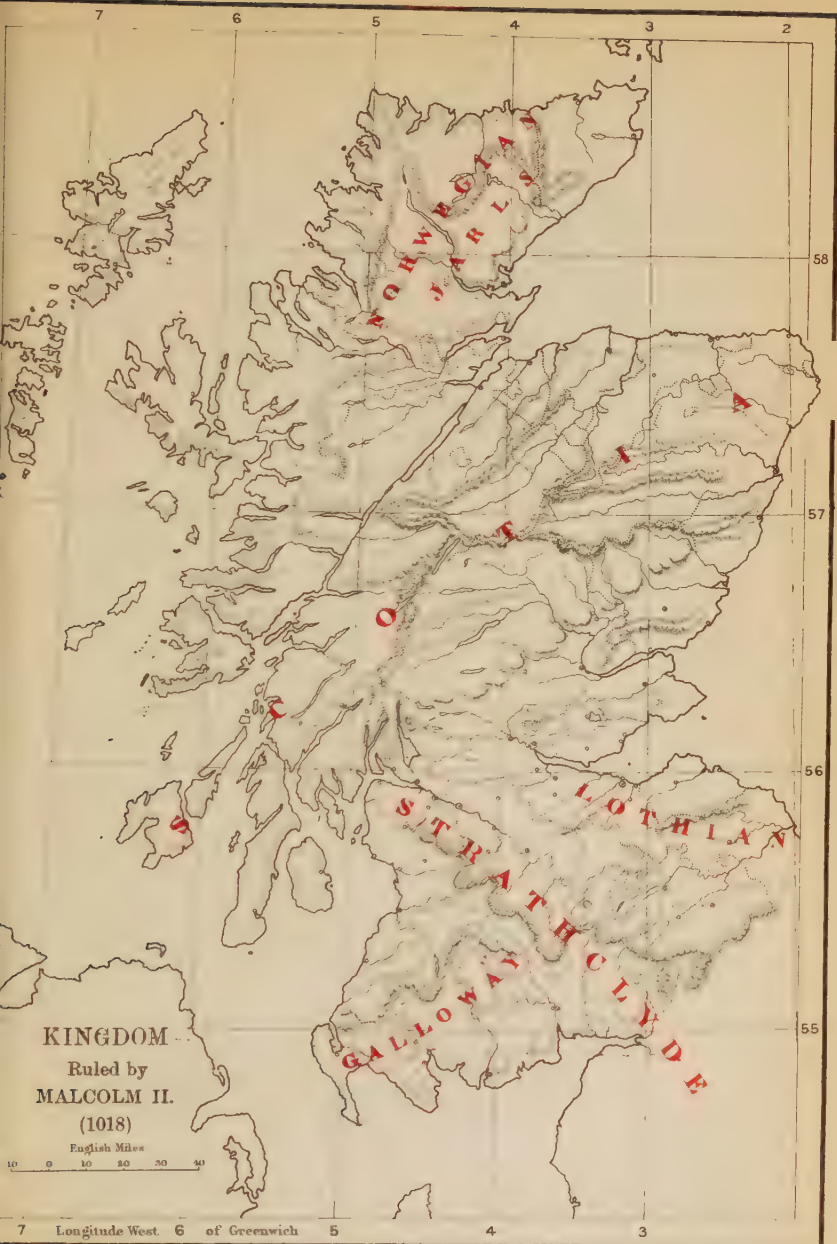 7 6 5 4 3 2
NORWEGIAN
JARLS
58
SCOTIA
57
56
STRATHCLYDE
LOTHIAN
GALLOWAY
55
KINGDOM
Ruled by
MALCOLM II.
(1018)
English Miles
10 0 10 20 30 40
7 Longitude West 6 of Greenwich 5 4 3